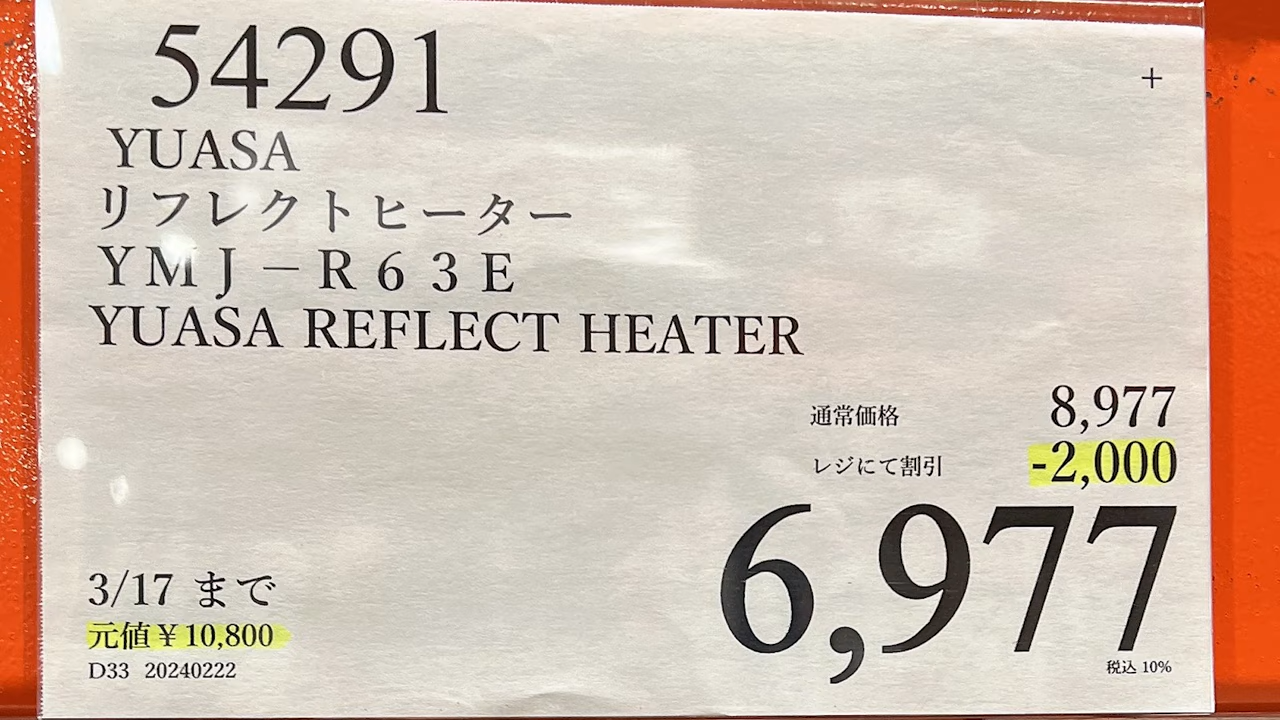 54291
+
YUASA
リフレクトヒーター
ＹＭＪ－Ｒ６３Ｅ
YUASA REFLECT HEATER
通常価格 8,977
レジにて割引 -2,000
6,977
税込 10%
3/17 まで
元値￥10,800
D33 20240222